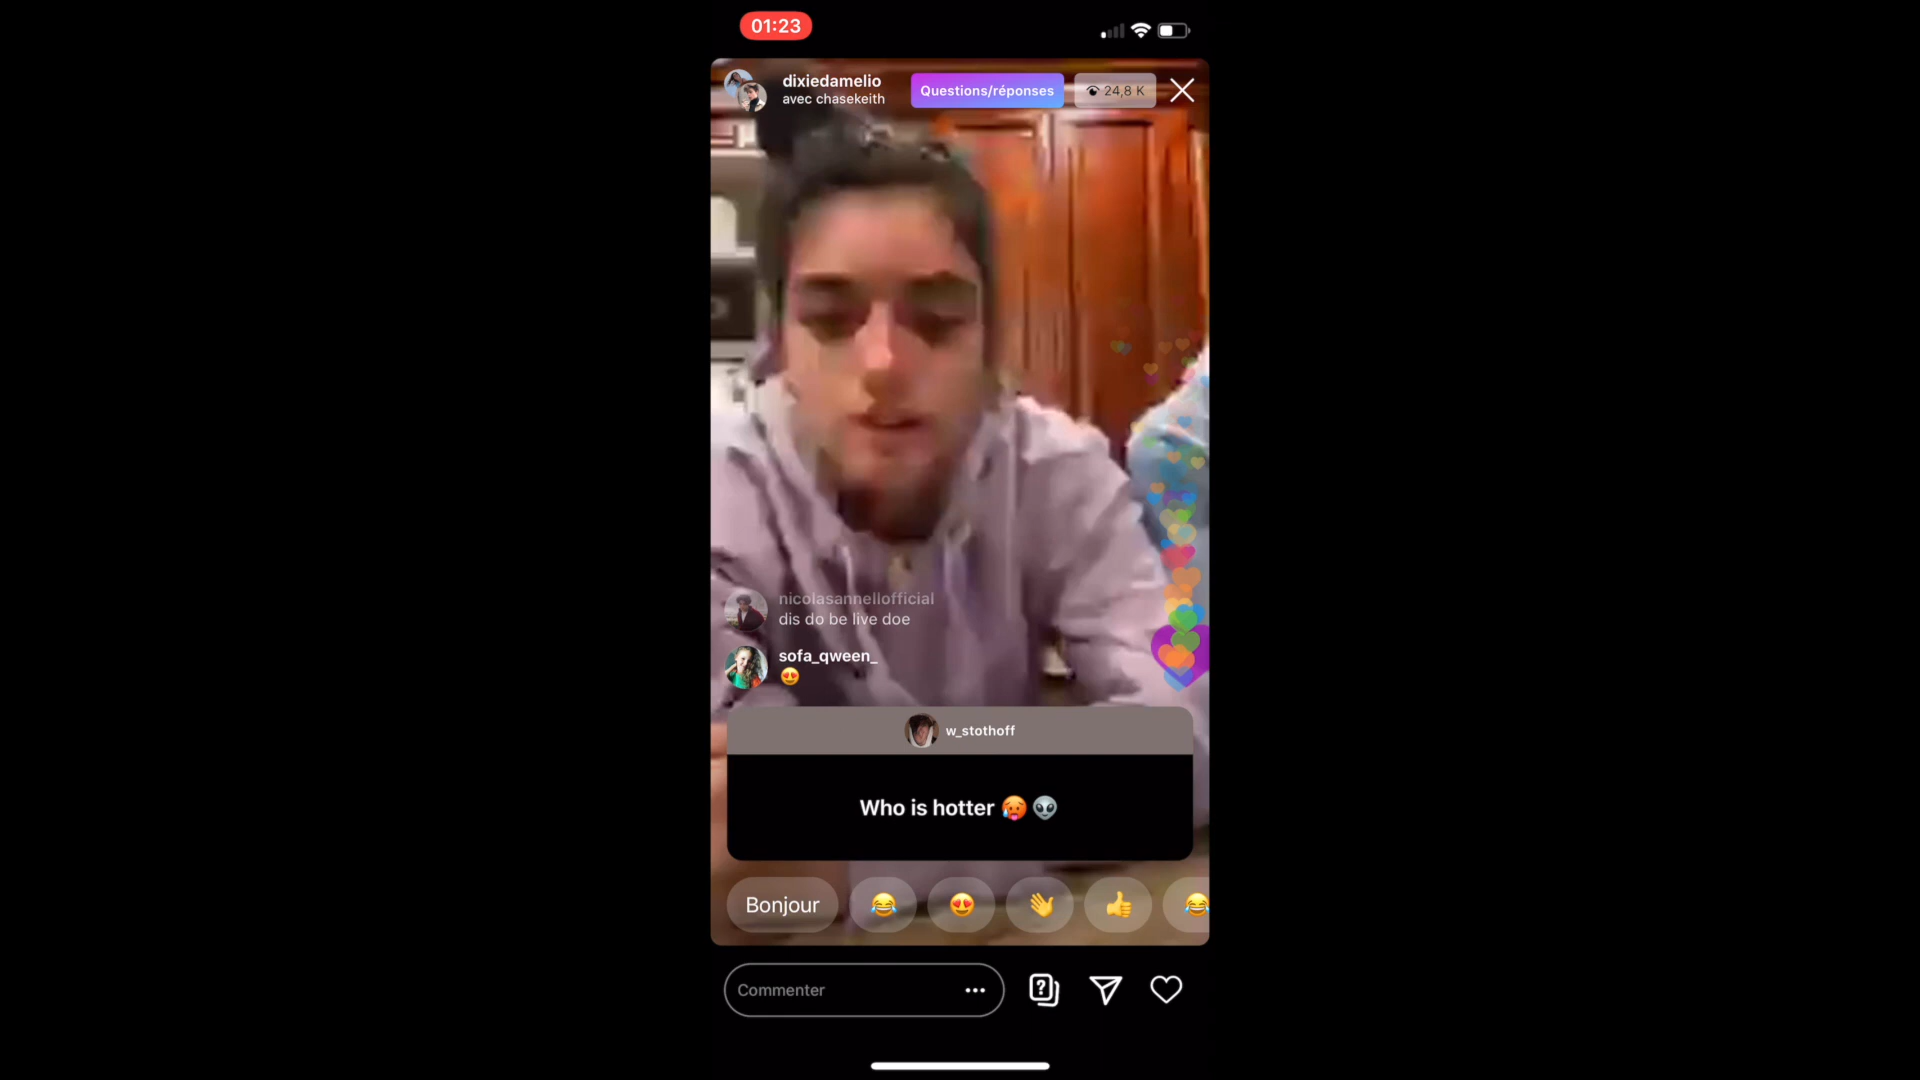 01:23
dixiedamelio
avec chasekeith
Questions/réponses
24,8 K
nicolasannellofficial
dis do be live doe
sofa_qween_
😍
w_stothoff
Who is hotter 🥵 👽
Bonjour
Commenter